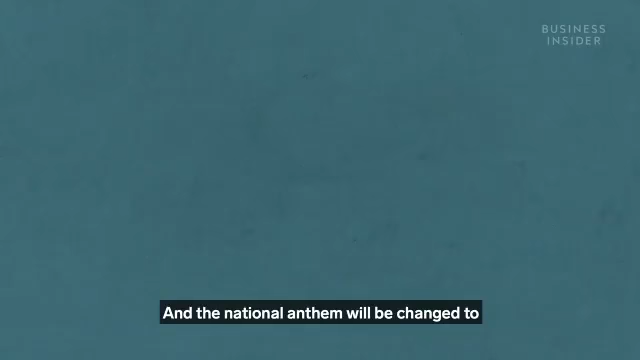 BUSINESS
INSIDER
And the national anthem will be changed to